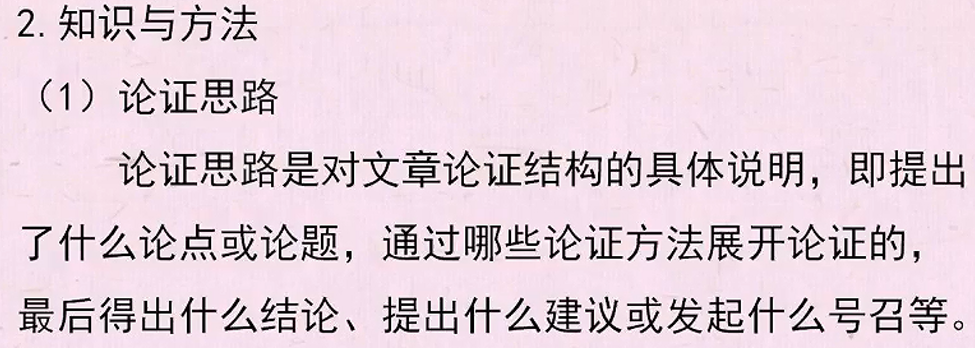 2.知识与方法
（1）论证思路
论证思路是对文章论证结构的具体说明，即提出
了什么论点或论题，通过哪些论证方法展开论证的，
最后得出什么结论、提出什么建议或发起什么号召等。